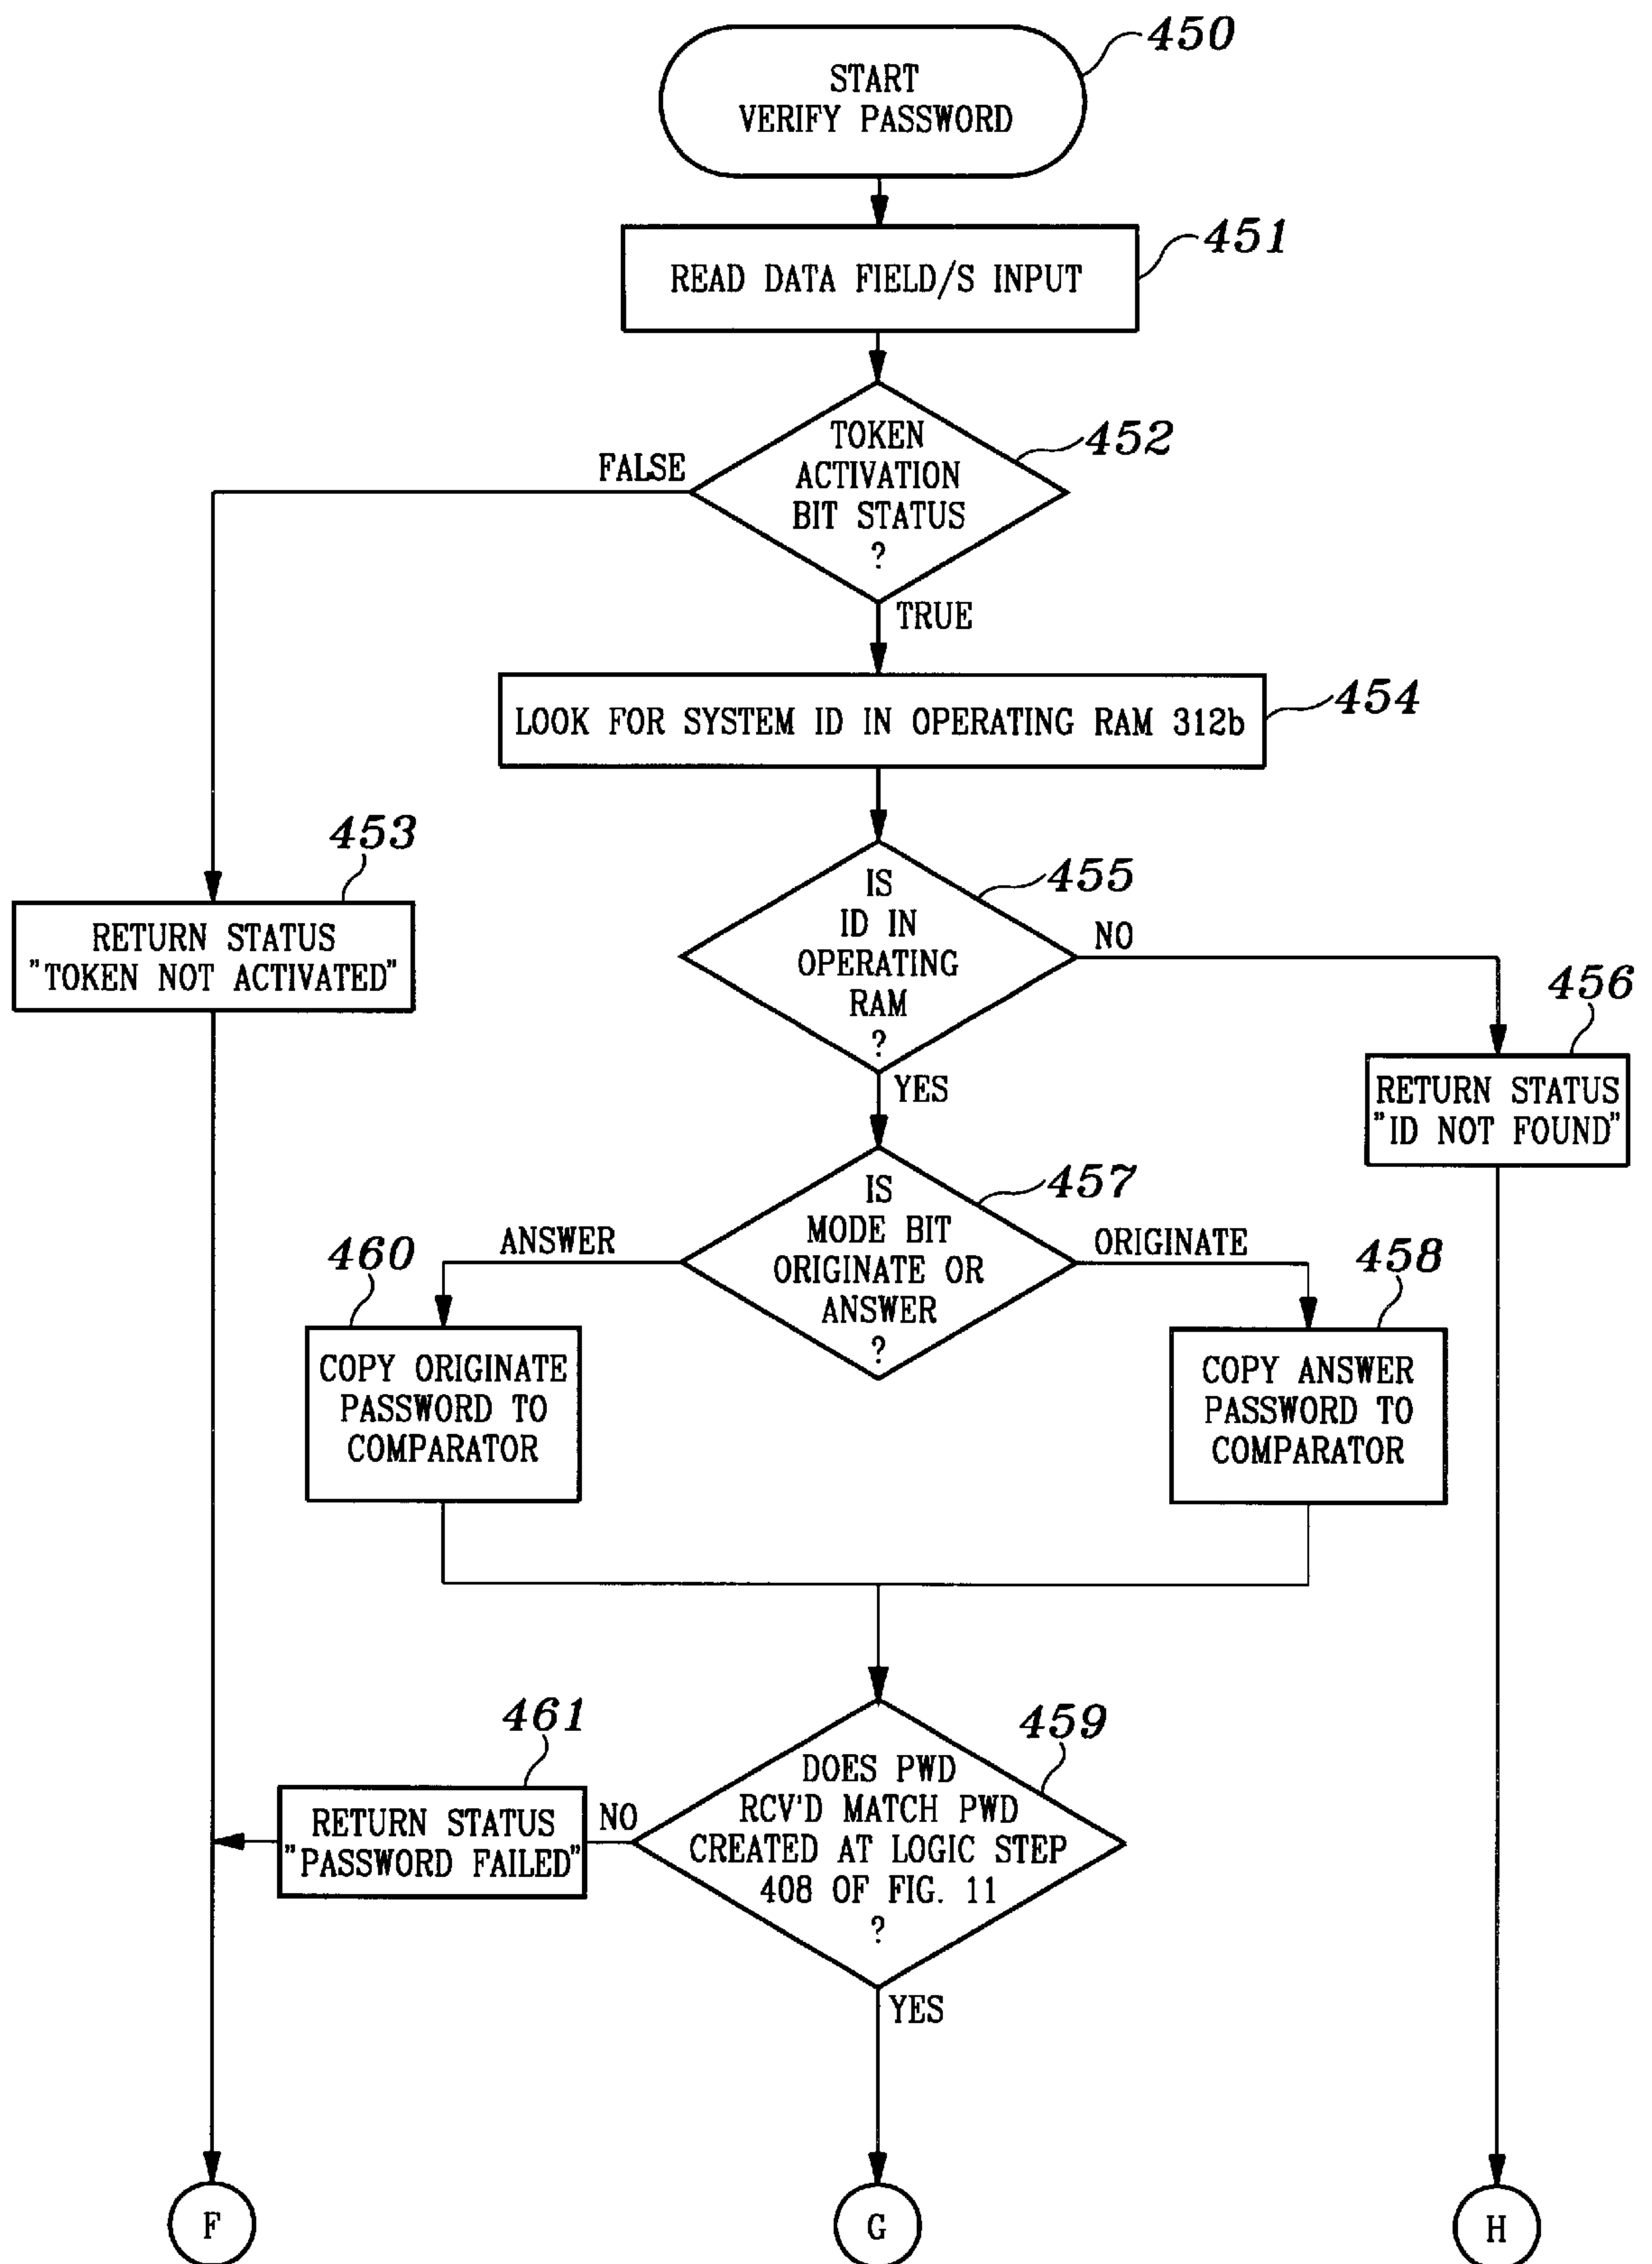 450
START
VERIFY PASSWORD
451
READ DATA FIELD/S INPUT
452
TOKEN
ACTIVATION
BIT STATUS
?
FALSE
TRUE
454
LOOK FOR SYSTEM ID IN OPERATING RAM 312b
453
RETURN STATUS
"TOKEN NOT ACTIVATED"
455
IS
ID IN
OPERATING
RAM
?
NO
YES
456
RETURN STATUS
"ID NOT FOUND"
457
IS
MODE BIT
ORIGINATE OR
ANSWER
?
ANSWER
ORIGINATE
460
COPY ORIGINATE
PASSWORD TO
COMPARATOR
458
COPY ANSWER
PASSWORD TO
COMPARATOR
461
RETURN STATUS
"PASSWORD FAILED"
NO
459
DOES PWD
RCV'D MATCH PWD
CREATED AT LOGIC STEP
408 OF FIG. 11
?
YES
F
G
H